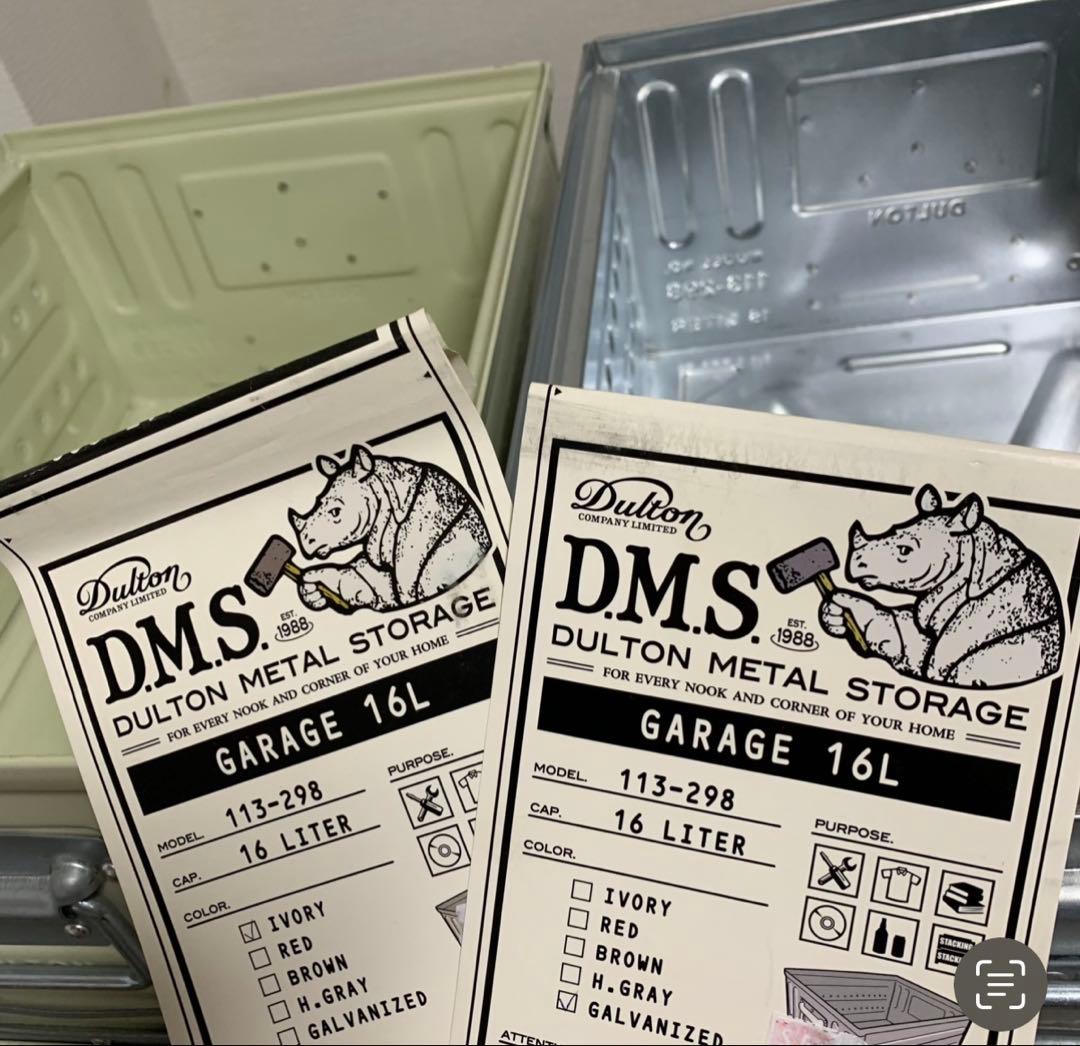 Dulton
COMPANY LIMITED
D.M.S.
EST.
1988
DULTON METAL STORAGE
FOR EVERY NOOK AND CORNER OF YOUR HOME
GARAGE 16L
MODEL. 113-298
CAP. 16 LITER
COLOR.
IVORY
RED
BROWN
H.GRAY
GALVANIZED
PURPOSE.
Dulton
COMPANY LIMITED
D.M.S.
EST.
1988
DULTON METAL STORAGE
FOR EVERY NOOK AND CORNER OF YOUR HOME
GARAGE 16L
MODEL. 113-298
CAP. 16 LITER
COLOR.
IVORY
RED
BROWN
H.GRAY
GALVANIZED
PURPOSE.
STACKING
DULTON
113-298